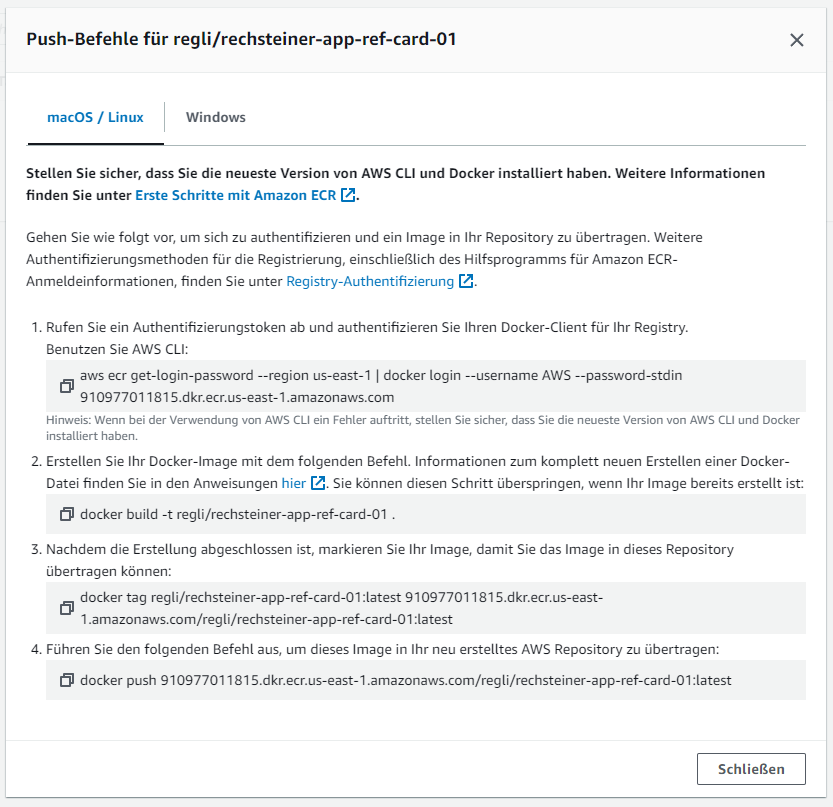 Push-Befehle für regli/rechsteiner-app-ref-card-01
macOS / Linux
Windows
Stellen Sie sicher, dass Sie die neueste Version von AWS CLI und Docker installiert haben. Weitere Informationen
finden Sie unter Erste Schritte mit Amazon ECR.
Gehen Sie wie folgt vor, um sich zu authentifizieren und ein Image in Ihr Repository zu übertragen. Weitere
Authentifizierungsmethoden für die Registrierung, einschließlich des Hilfsprogramms für Amazon ECR-
Anmeldeinformationen, finden Sie unter Registry-Authentifizierung.
1. Rufen Sie ein Authentifizierungstoken ab und authentifizieren Sie Ihren Docker-Client für Ihr Registry.
Benutzen Sie AWS CLI:
aws ecr get-login-password --region us-east-1 | docker login --username AWS --password-stdin
910977011815.dkr.ecr.us-east-1.amazonaws.com
Hinweis: Wenn bei der Verwendung von AWS CLI ein Fehler auftritt, stellen Sie sicher, dass Sie die neueste Version von AWS CLI und Docker
installiert haben.
2. Erstellen Sie Ihr Docker-Image mit dem folgenden Befehl. Informationen zum komplett neuen Erstellen einer Docker-
Datei finden Sie in den Anweisungen hier. Sie können diesen Schritt überspringen, wenn Ihr Image bereits erstellt ist:
docker build -t regli/rechsteiner-app-ref-card-01 .
3. Nachdem die Erstellung abgeschlossen ist, markieren Sie Ihr Image, damit Sie das Image in dieses Repository
übertragen können:
docker tag regli/rechsteiner-app-ref-card-01:latest 910977011815.dkr.ecr.us-east-
1.amazonaws.com/regli/rechsteiner-app-ref-card-01:latest
4. Führen Sie den folgenden Befehl aus, um dieses Image in Ihr neu erstelltes AWS Repository zu übertragen:
docker push 910977011815.dkr.ecr.us-east-1.amazonaws.com/regli/rechsteiner-app-ref-card-01:latest
Schließen